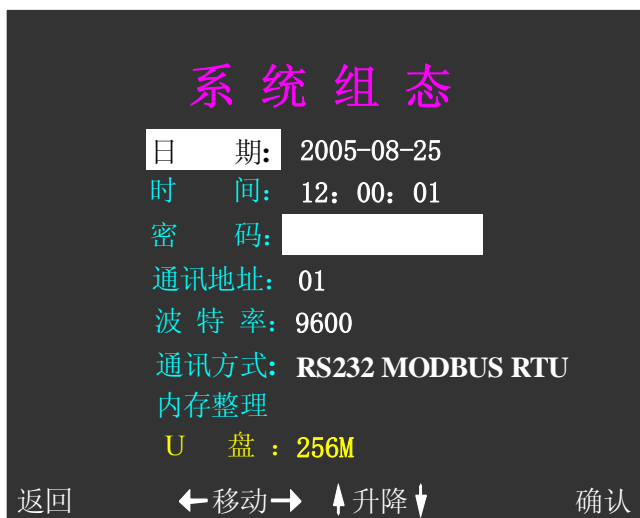 系 统 组 态
日 期: 2005-08-25
时 间: 12: 00: 01
密 码:
通讯地址: 01
波 特 率: 9600
通讯方式: RS232 MODBUS RTU
内存整理
U 盘 : 256M
返回 ←移动→ ↑升降↓ 确认